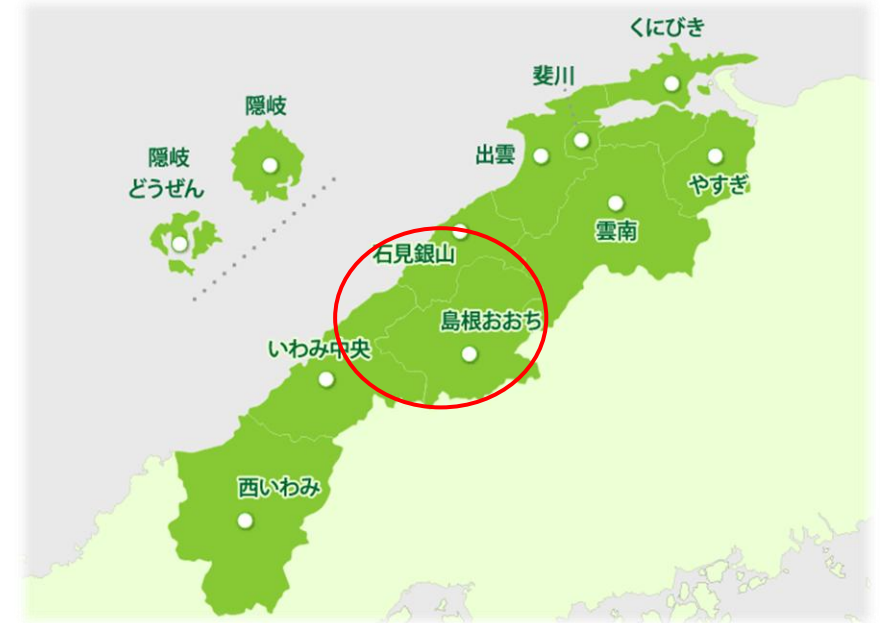 くにびき
斐川
隠岐
出雲
隠岐
どうぜん
やすぎ
雲南
石見銀山
島根おおち
いわみ中央
西いわみ